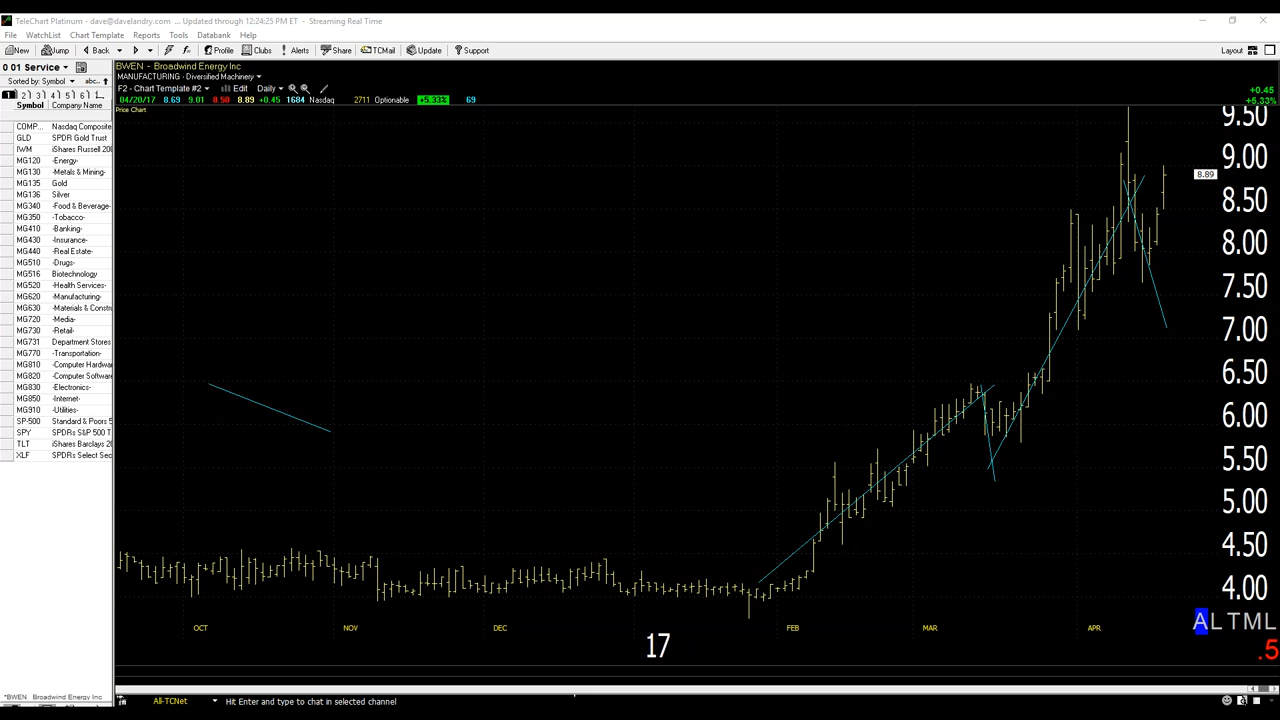 TeleChart Platinum - dave@davelandry.com ... Updated through 12:24:25 PM ET - Streaming Real Time
File WatchList Chart Template Reports Tools Databank Help
New Jump Back Profile Clubs Alerts Share TCMail Update Support Layout
0 01 Service
Sorted by: Symbol abc..
1 2 3 4 5 6 1..
Symbol Company Name
COMP... Nasdaq Composite
GLD SPDR Gold Trust
IWM iShares Russell 200
MG120 -Energy-
MG130 -Metals & Mining-
MG135 Gold
MG136 Silver
MG340 -Food & Beverage-
MG350 -Tobacco-
MG410 -Banking-
MG430 -Insurance-
MG440 -Real Estate-
MG510 -Drugs-
MG516 Biotechnology
MG520 -Health Services-
MG620 -Manufacturing-
MG630 -Materials & Constru
MG720 -Media-
MG730 -Retail-
MG731 Department Stores
MG770 -Transportation-
MG810 -Computer Hardwa
MG820 -Computer Softwa
MG830 -Electronics-
MG850 -Internet-
MG910 -Utilities-
SP-500 Standard & Poors 5
SPY SPDRs S&P 500 T
TLT iShares Barclays 20
XLF SPDRs Select Sec
*BWEN Broadwind Energy Inc
BWEN - Broadwind Energy Inc
MANUFACTURING - Diversified Machinery
F2 - Chart Template #2 Edit Daily
04/20/17 8.69 9.01 8.50 8.89 +0.45 1684 Nasdaq 2711 Optionable +5.33% 69
+0.45
+5.33%
Price Chart
9.50
9.00
8.89
8.50
8.00
7.50
7.00
6.50
6.00
5.50
5.00
4.50
4.00
OCT NOV DEC 17 FEB MAR APR
ALTML
.5
All-TCNet Hit Enter and type to chat in selected channel